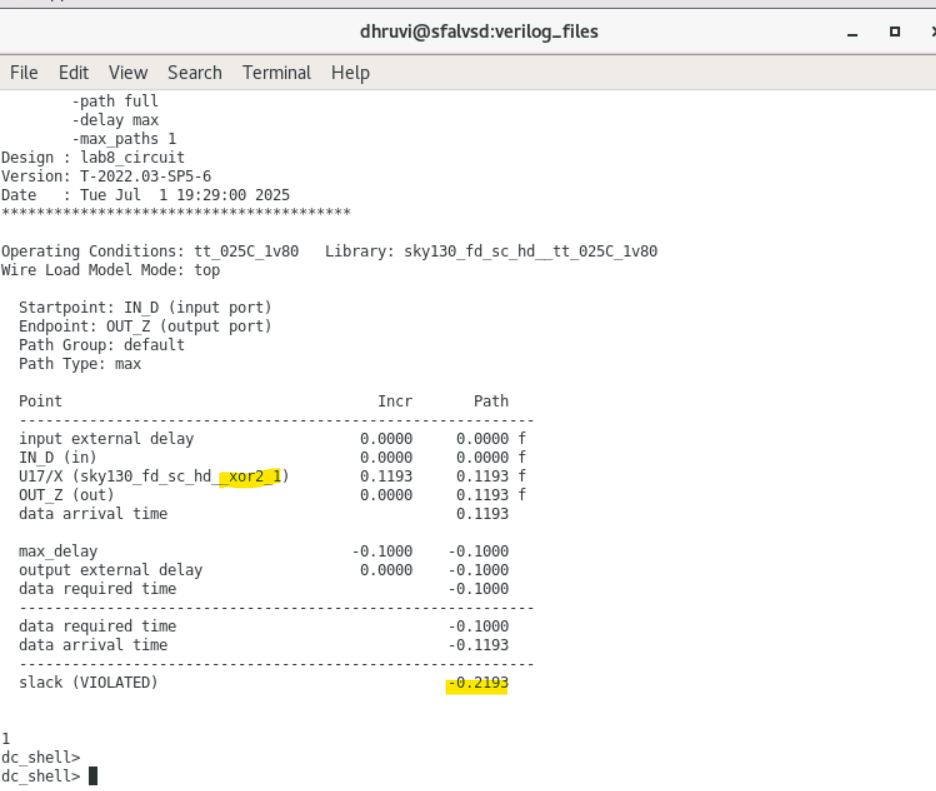 dhruvi@sfalvsd:verilog_files
File Edit View Search Terminal Help
-path full
-delay max
-max_paths 1
Design : lab8_circuit
Version: T-2022.03-SP5-6
Date   : Tue Jul  1 19:29:00 2025
****************************************
Operating Conditions: tt_025C_1v80   Library: sky130_fd_sc_hd__tt_025C_1v80
Wire Load Model Mode: top
Startpoint: IN_D (input port)
Endpoint: OUT_Z (output port)
Path Group: default
Path Type: max
Point                                    Incr       Path
-----------------------------------------------------------
input external delay                   0.0000     0.0000 f
IN_D (in)                              0.0000     0.0000 f
U17/X (sky130_fd_sc_hd__xor2_1)        0.1193     0.1193 f
OUT_Z (out)                            0.0000     0.1193 f
data arrival time                                 0.1193
max_delay                             -0.1000    -0.1000
output external delay                  0.0000    -0.1000
data required time                               -0.1000
-----------------------------------------------------------
data required time                               -0.1000
data arrival time                                -0.1193
-----------------------------------------------------------
slack (VIOLATED)                                 -0.2193
1
dc_shell>
dc_shell>